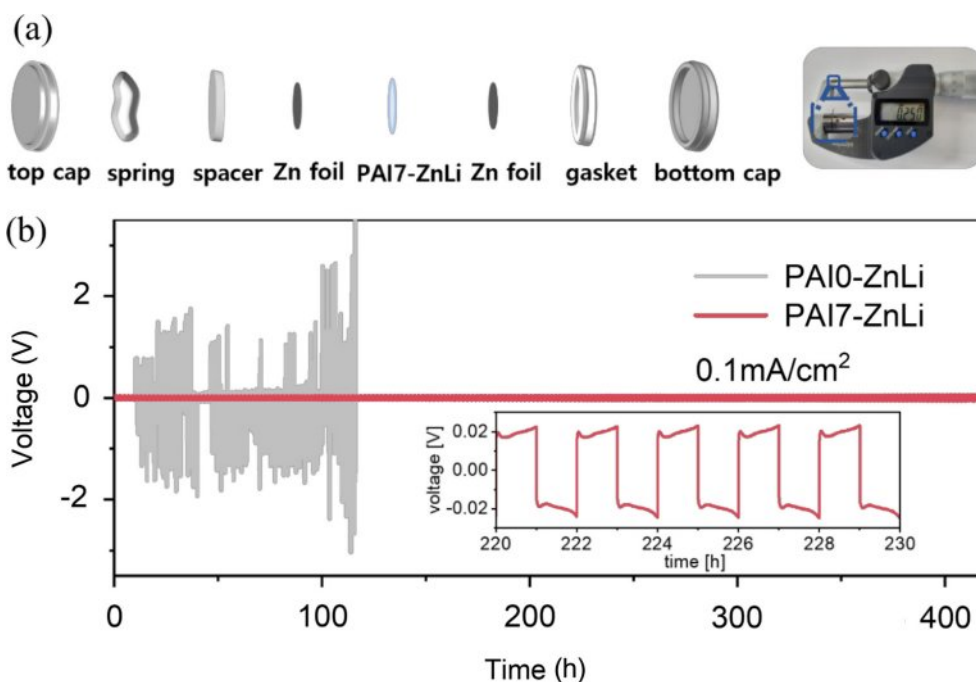 (a)
top cap spring spacer Zn foil PAI7-ZnLi Zn foil gasket bottom cap
(b)
Voltage (V)
2
0
-2
PAI0-ZnLi
PAI7-ZnLi
0.1mA/cm²
voltage [V]
0.02
0.00
-0.02
220 222 224 226 228 230
time [h]
0 100 200 300 400
Time (h)